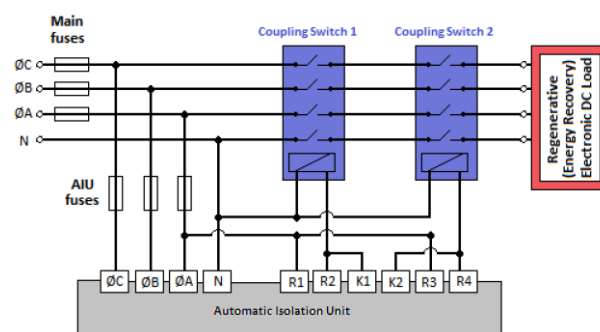 Main
fuses
Coupling Switch 1
Coupling Switch 2
ØC
ØB
ØA
N
Regenerative
(Energy Recovery)
Electronic DC Load
AIU
fuses
ØC
ØB
ØA
N
R1
R2
K1
K2
R3
R4
Automatic Isolation Unit